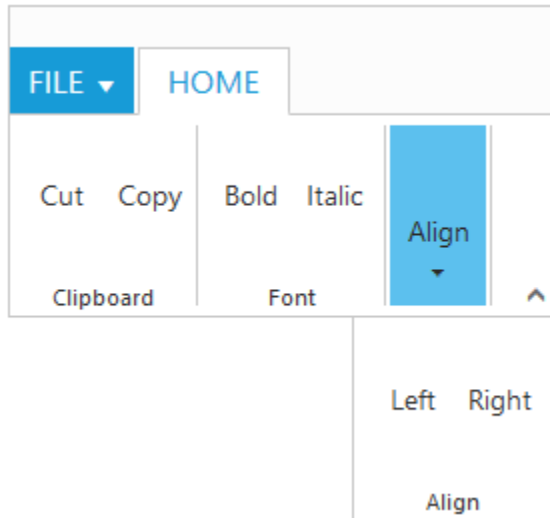 FILE HOME
Cut Copy Bold Italic
Align
Clipboard Font
Left Right
Align